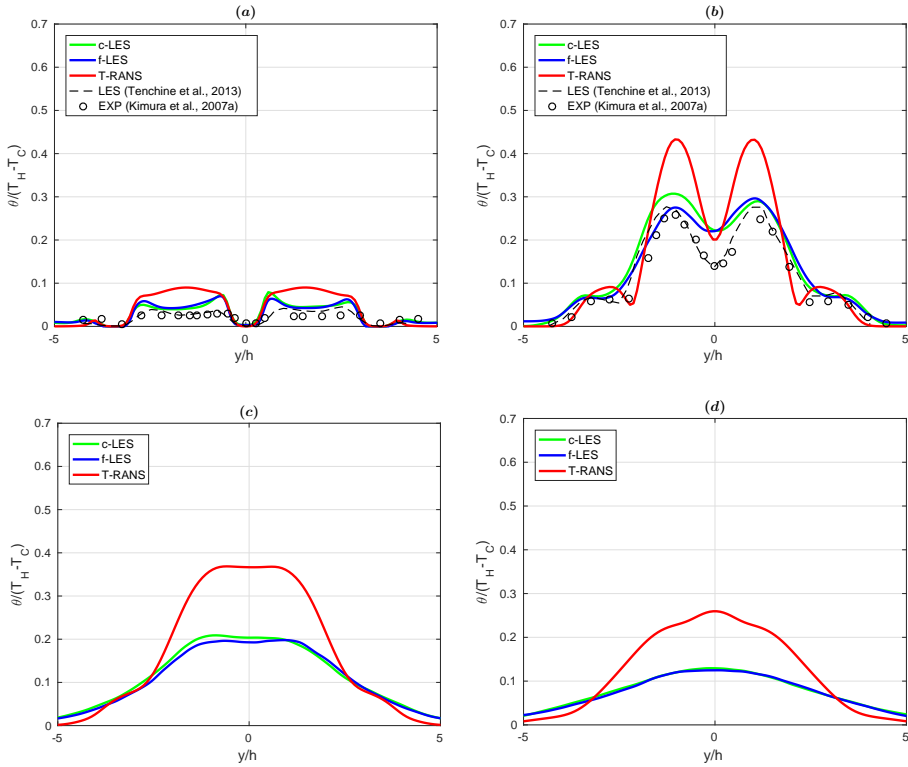 (a)
0.7
0.6
0.5
0.4
0.3
0.2
0.1
0
c-LES
f-LES
T-RANS
LES (Tenchine et al., 2013)
EXP (Kimura et al., 2007a)
θ/(T_H-T_C)
-5 0 5
y/h
(b)
0.7
0.6
0.5
0.4
0.3
0.2
0.1
0
c-LES
f-LES
T-RANS
LES (Tenchine et al., 2013)
EXP (Kimura et al., 2007a)
θ/(T_H-T_C)
-5 0 5
y/h
(c)
0.7
0.6
0.5
0.4
0.3
0.2
0.1
0
c-LES
f-LES
T-RANS
θ/(T_H-T_C)
-5 0 5
y/h
(d)
0.7
0.6
0.5
0.4
0.3
0.2
0.1
0
c-LES
f-LES
T-RANS
θ/(T_H-T_C)
-5 0 5
y/h